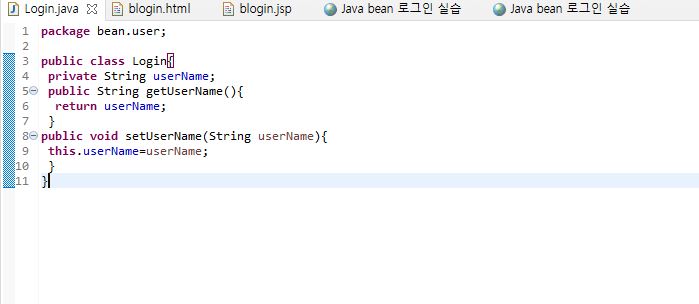 Login.java blogin.html blogin.jsp Java bean 로그인 실습 Java bean 로그인 실습
1 package bean.user;
2
3 public class Login{
4 private String userName;
5 public String getUserName(){
6 return userName;
7 }
8 public void setUserName(String userName){
9 this.userName=userName;
10 }
11 }